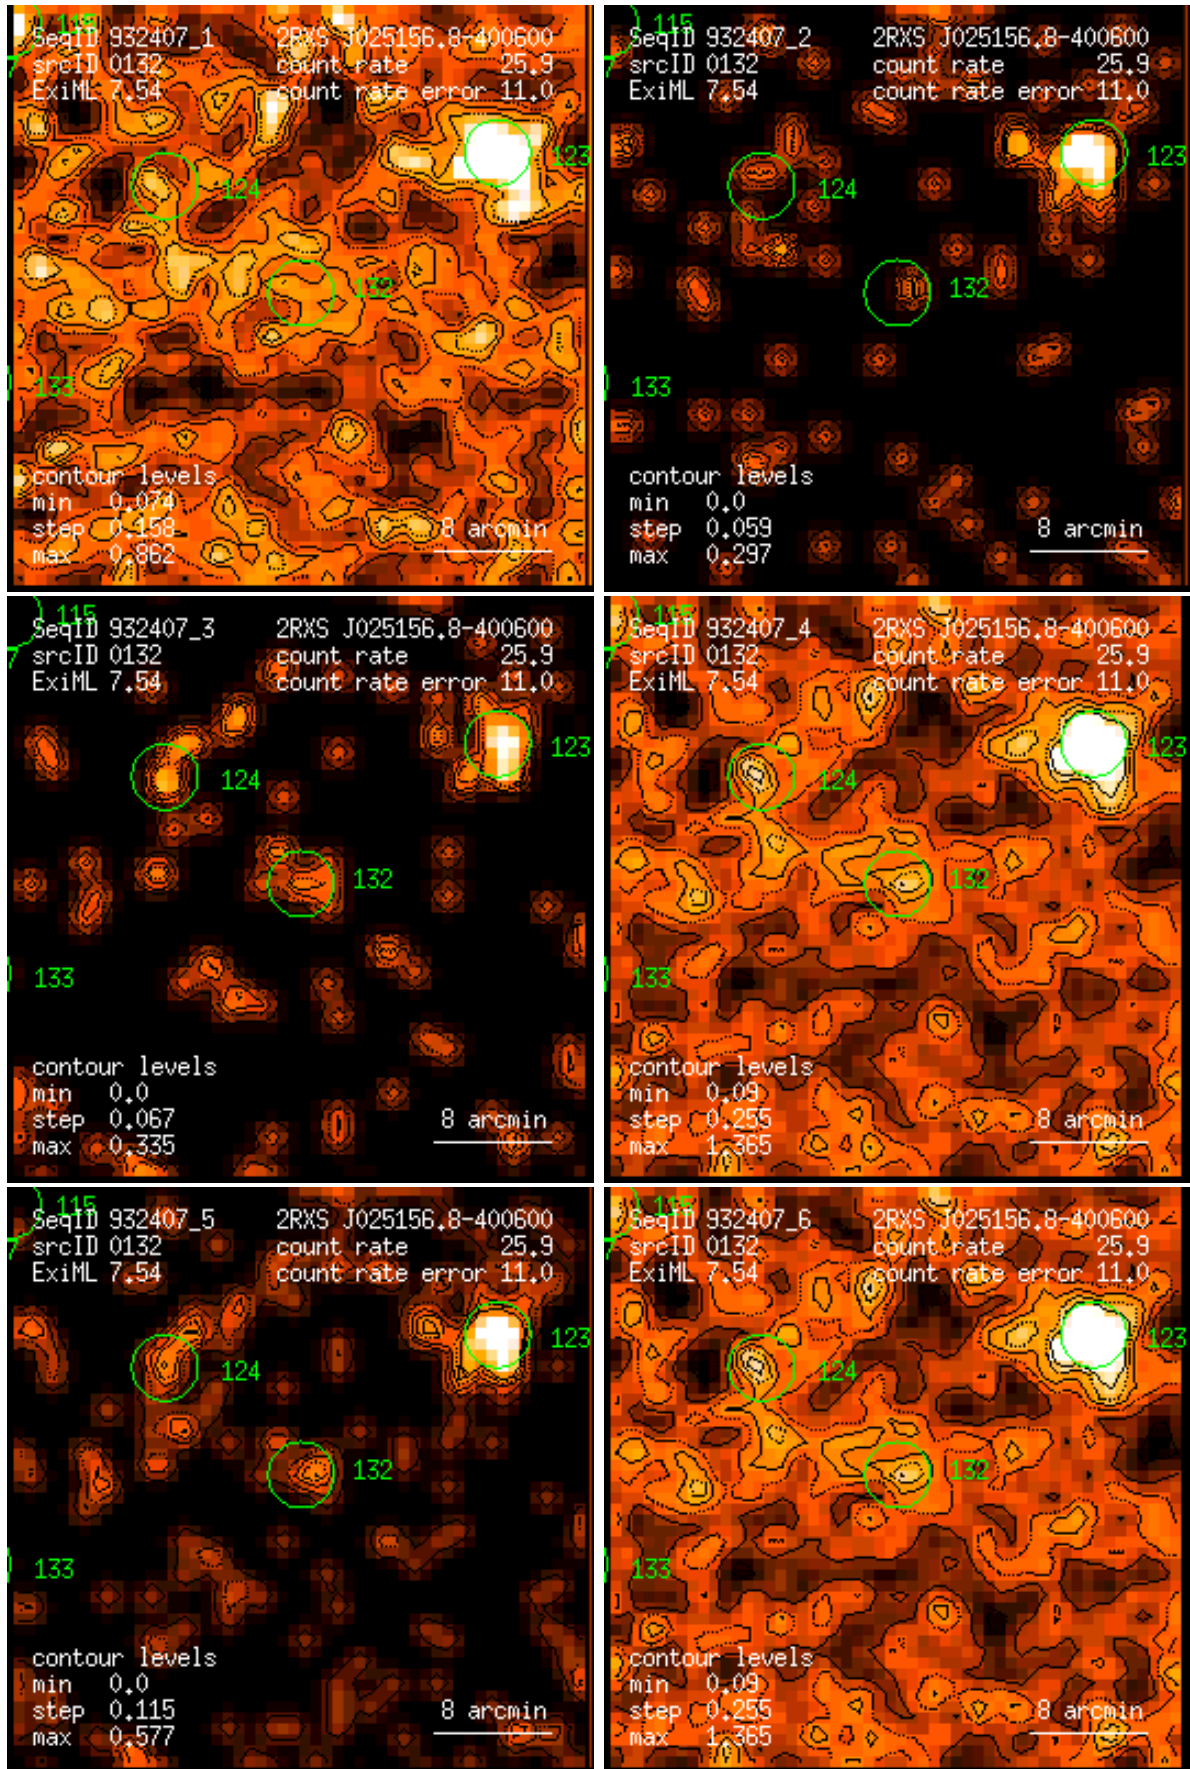 115
SeqID 932407_1 2RXS J025156.8-400600
srcID 0132 count rate 25.9
ExiML 7.54 count rate error 11.0
123
124
132
133
contour levels
min 0.074
step 0.158
max 0.862
8 arcmin
115
SeqID 932407_2 2RXS J025156.8-400600
srcID 0132 count rate 25.9
ExiML 7.54 count rate error 11.0
123
124
132
133
contour levels
min 0.0
step 0.059
max 0.297
8 arcmin
115
SeqID 932407_3 2RXS J025156.8-400600
srcID 0132 count rate 25.9
ExiML 7.54 count rate error 11.0
123
124
132
133
contour levels
min 0.0
step 0.067
max 0.335
8 arcmin
115
SeqID 932407_4 2RXS J025156.8-400600
srcID 0132 count rate 25.9
ExiML 7.54 count rate error 11.0
123
124
132
133
contour levels
min 0.09
step 0.255
max 1.365
8 arcmin
115
SeqID 932407_5 2RXS J025156.8-400600
srcID 0132 count rate 25.9
ExiML 7.54 count rate error 11.0
123
124
132
133
contour levels
min 0.0
step 0.115
max 0.577
8 arcmin
115
SeqID 932407_6 2RXS J025156.8-400600
srcID 0132 count rate 25.9
ExiML 7.54 count rate error 11.0
123
124
132
133
contour levels
min 0.09
step 0.255
max 1.365
8 arcmin